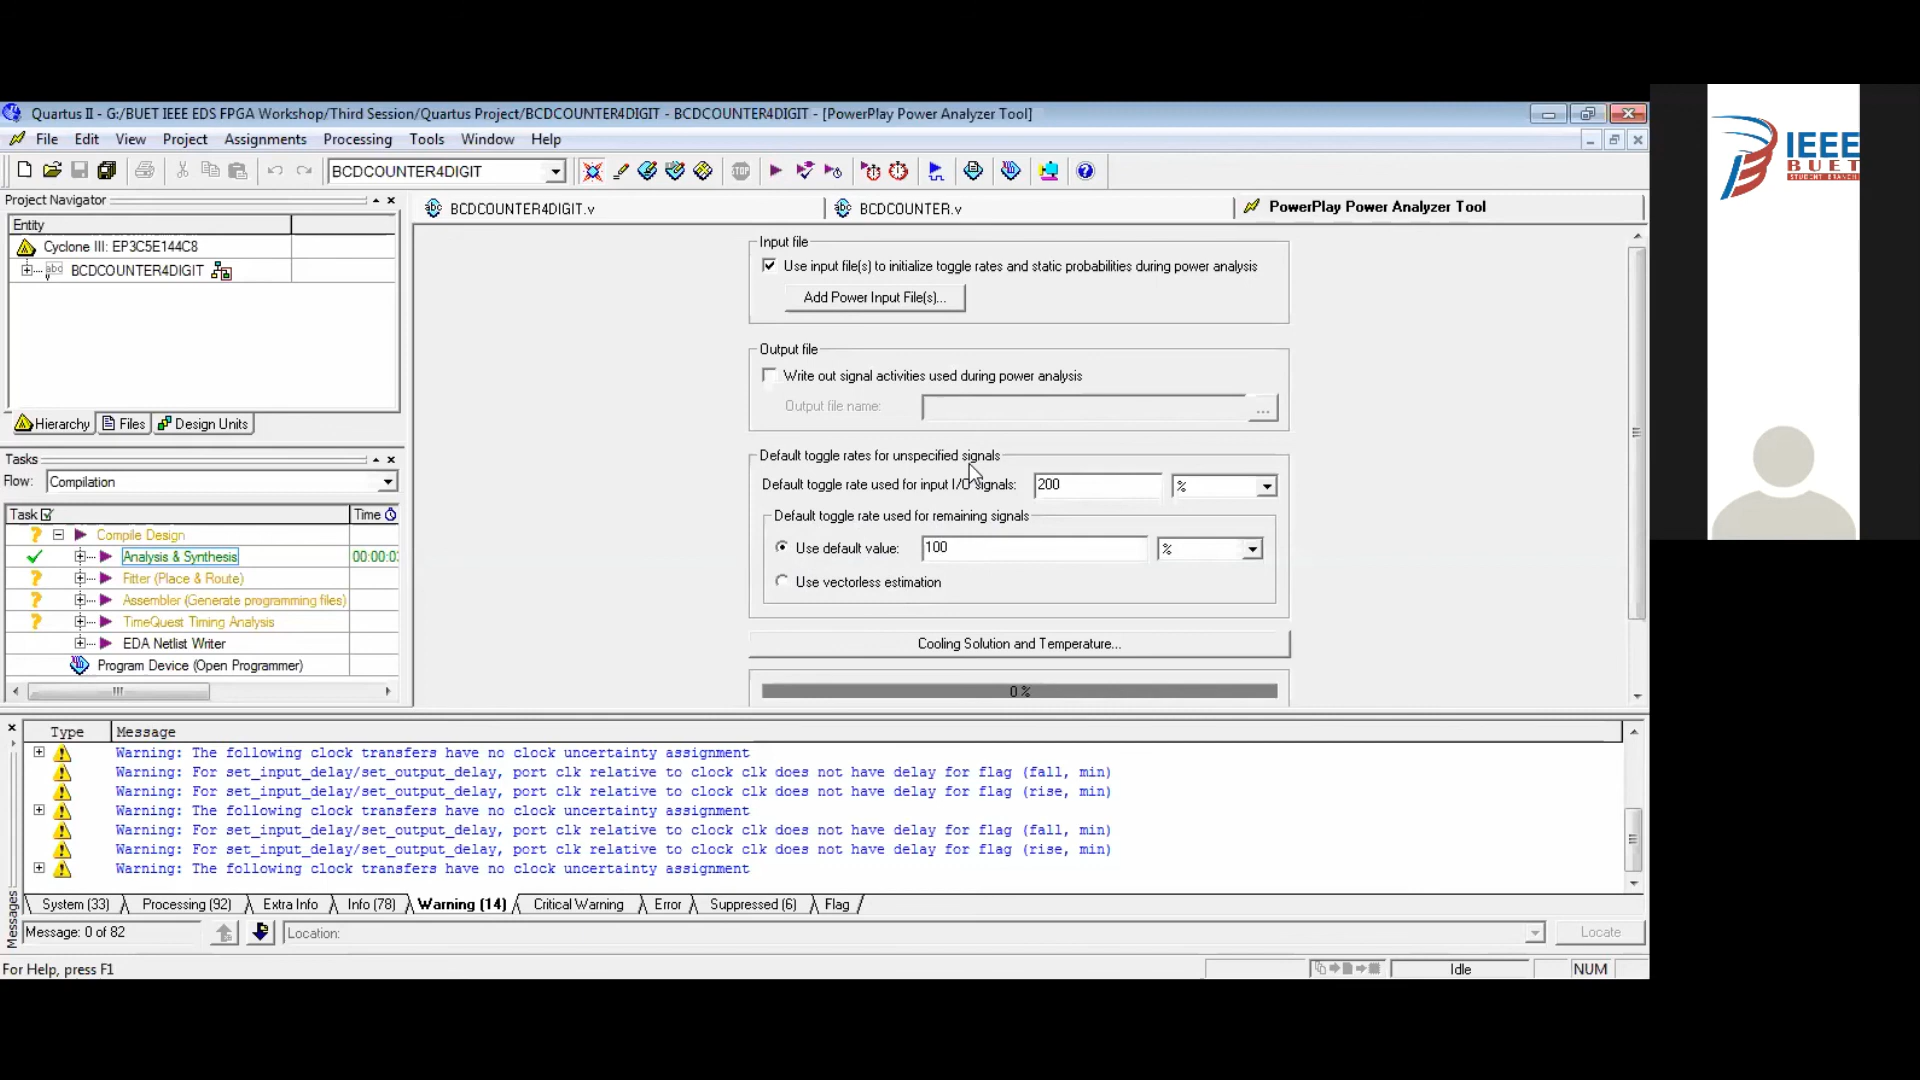 Quartus II - G:/BUET IEEE EDS FPGA Workshop/Third Session/Quartus Project/BCDCOUNTER4DIGIT - BCDCOUNTER4DIGIT - [PowerPlay Power Analyzer Tool]
File Edit View Project Assignments Processing Tools Window Help
BCDCOUNTER4DIGIT
STOP
IEEE
BUET
STUDENT BRANCH
Project Navigator
Entity
Cyclone III: EP3C5E144C8
abd BCDCOUNTER4DIGIT
Hierarchy Files Design Units
Tasks
Flow: Compilation
Task Time
Compile Design
Analysis & Synthesis 00:00:0
Fitter (Place & Route)
Assembler (Generate programming files)
TimeQuest Timing Analysis
EDA Netlist Writer
Program Device (Open Programmer)
abc BCDCOUNTER4DIGIT.v abc BCDCOUNTER.v PowerPlay Power Analyzer Tool
Input file
Use input file(s) to initialize toggle rates and static probabilities during power analysis
Add Power Input File(s)...
Output file
Write out signal activities used during power analysis
Output file name: ...
Default toggle rates for unspecified signals
Default toggle rate used for input I/O signals: 200 %
Default toggle rate used for remaining signals
Use default value: 100 %
Use vectorless estimation
Cooling Solution and Temperature...
0 %
Type Message
Warning: The following clock transfers have no clock uncertainty assignment
Warning: For set_input_delay/set_output_delay, port clk relative to clock clk does not have delay for flag (fall, min)
Warning: For set_input_delay/set_output_delay, port clk relative to clock clk does not have delay for flag (rise, min)
Warning: The following clock transfers have no clock uncertainty assignment
Warning: For set_input_delay/set_output_delay, port clk relative to clock clk does not have delay for flag (fall, min)
Warning: For set_input_delay/set_output_delay, port clk relative to clock clk does not have delay for flag (rise, min)
Warning: The following clock transfers have no clock uncertainty assignment
System (33) Processing (92) Extra Info Info (78) Warning (14) Critical Warning Error Suppressed (6) Flag
Messages
Message: 0 of 82 Location: Locate
For Help, press F1 Idle NUM